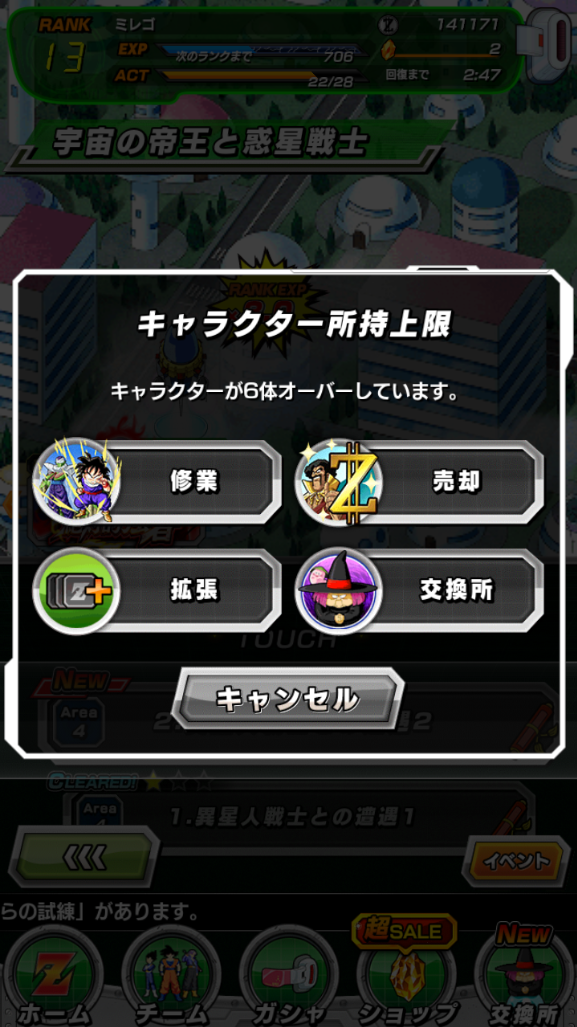 RANK
13
ミレゴ
141171
EXP
次のランクまで
706
2
ACT
22/28
回復まで
2:47
宇宙の帝王と惑星戦士
RANK EXP
キャラクター所持上限
キャラクターが6体オーバーしています。
修業
売却
拡張
交換所
TOUCH
キャンセル
NEW
Area
4
2
CLEARED!
Area
1.異星人戦士との遭遇1
イベント
らの試練」があります。
超SALE
NEW
ホーム
チーム
ガシャ
ショップ
交換所